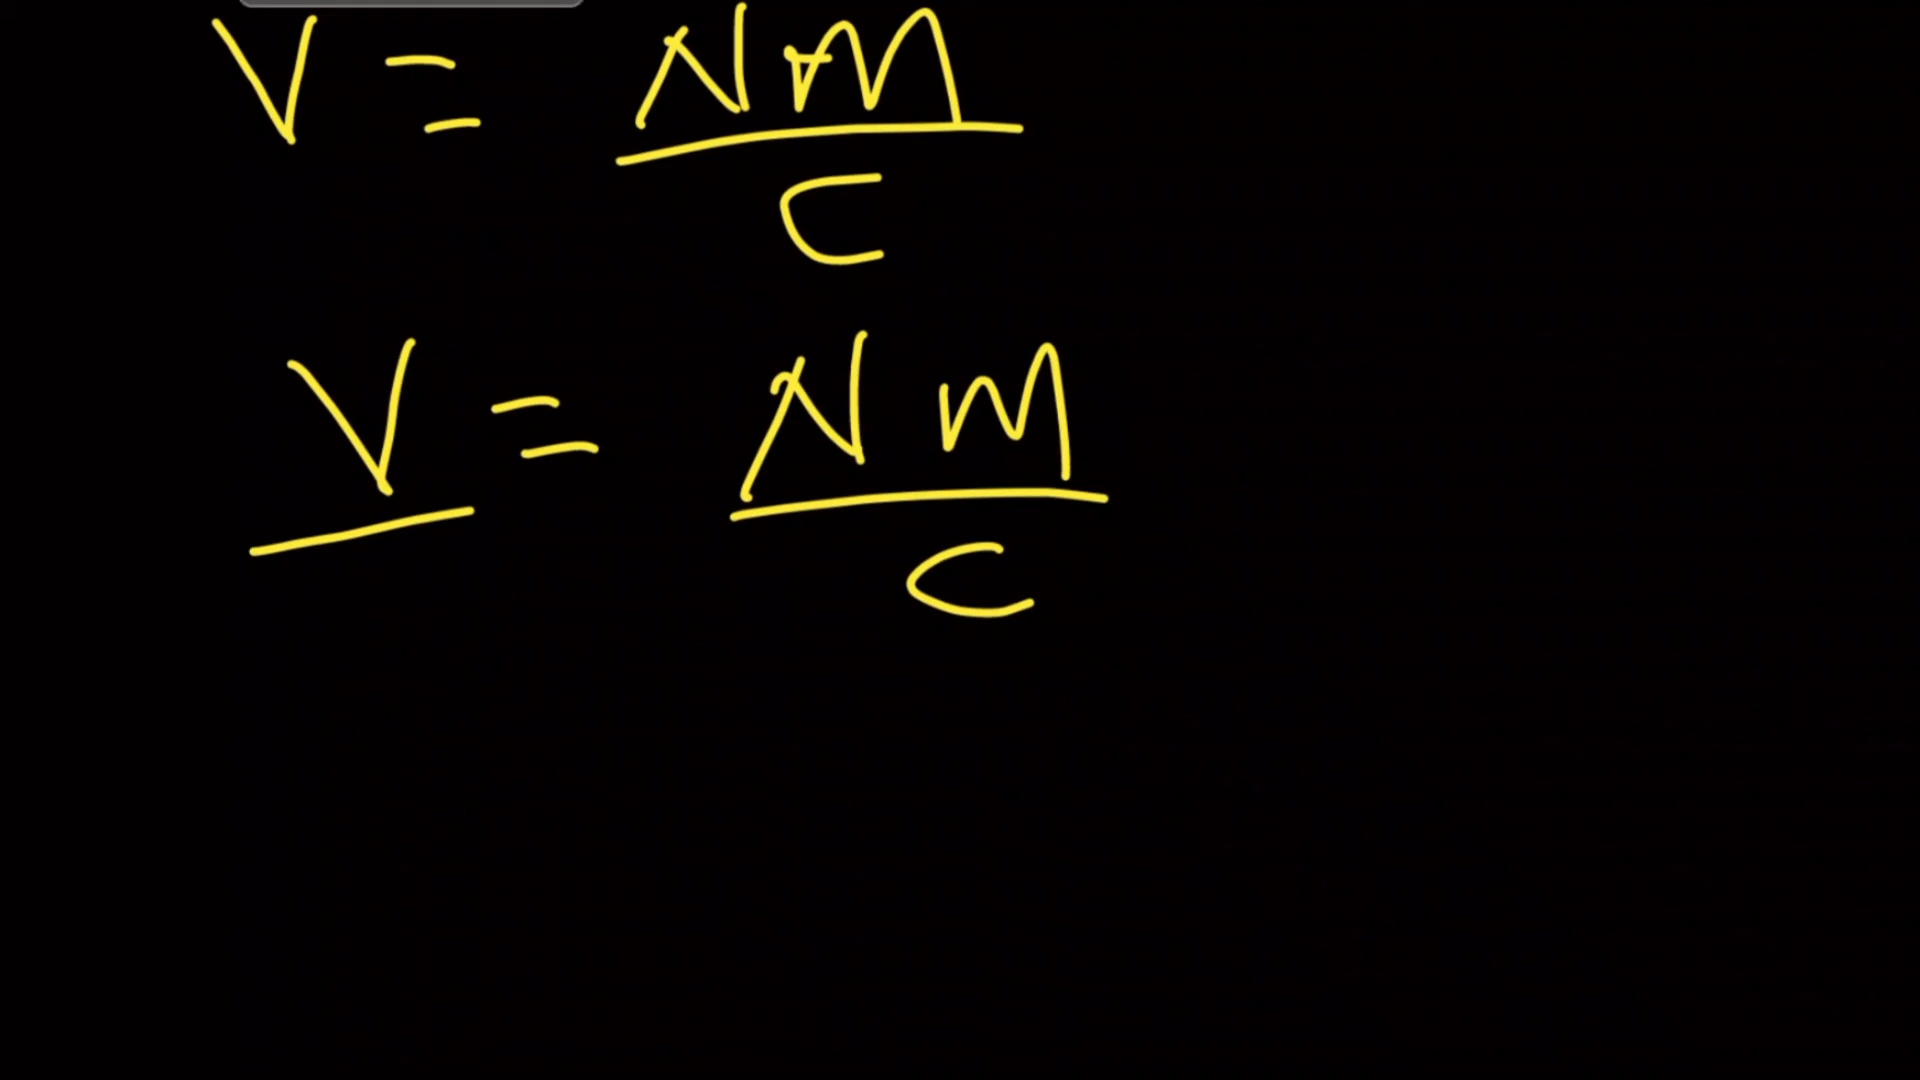 V = Nm
C
V = Nm
C